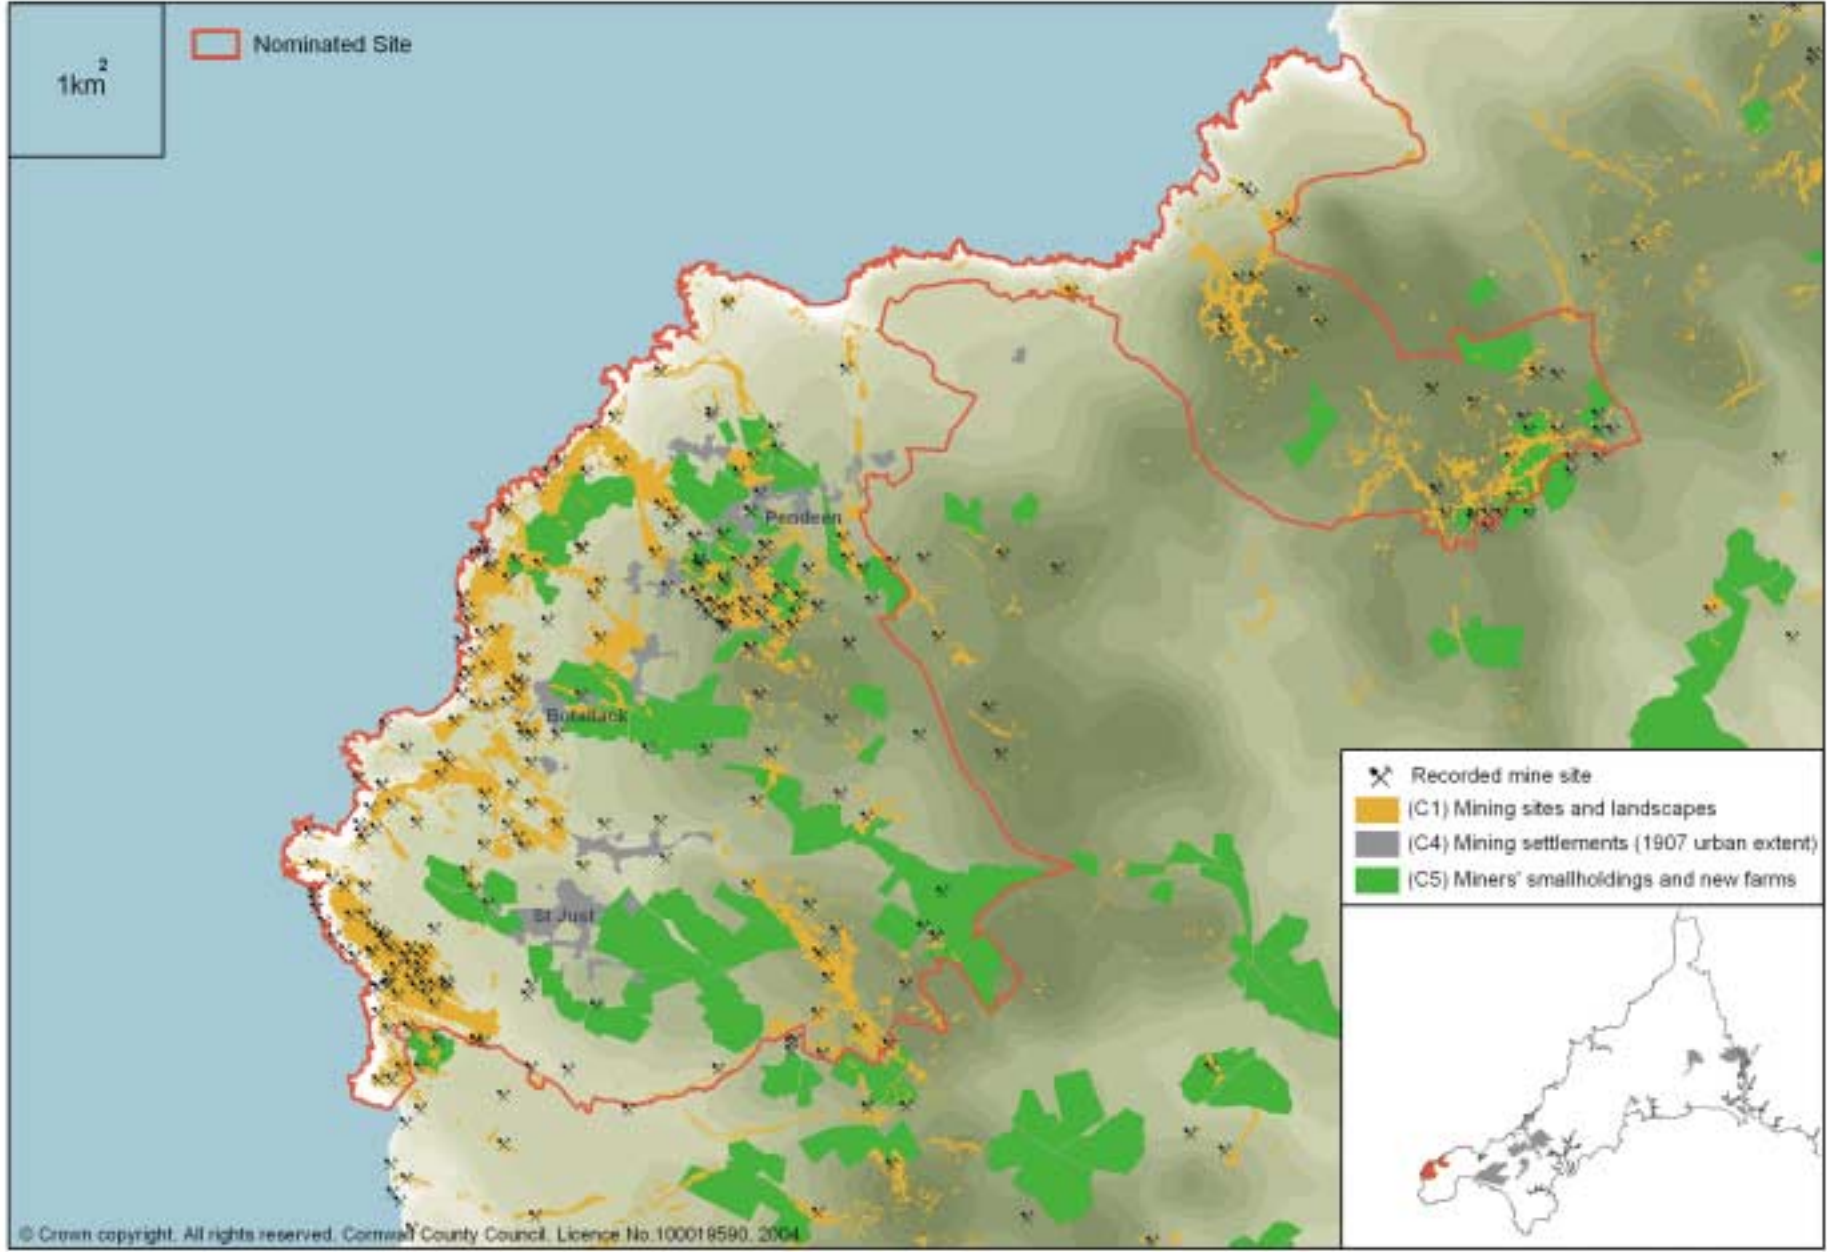 1km²
Nominated Site
Pendeen
Botallack
St Just
Recorded mine site
(C1) Mining sites and landscapes
(C4) Mining settlements (1907 urban extent)
(C5) Miners' smallholdings and new farms
© Crown copyright. All rights reserved. Cornwall County Council. Licence No.100019590. 2004.